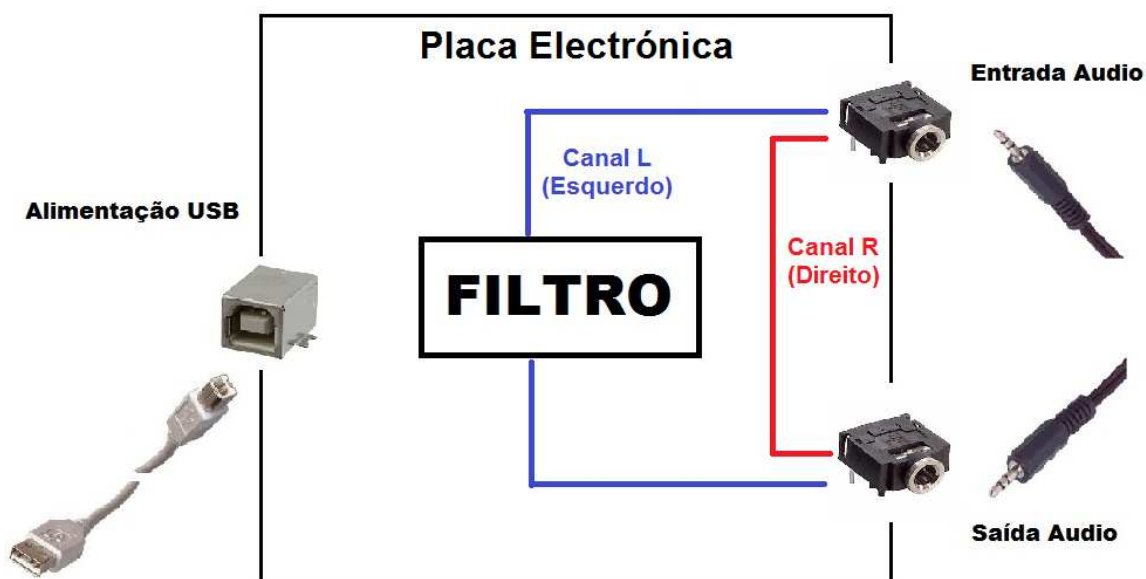 Placa Electrónica
Entrada Audio
Canal L
(Esquerdo)
Alimentação USB
Canal R
(Direito)
FILTRO
Saída Audio